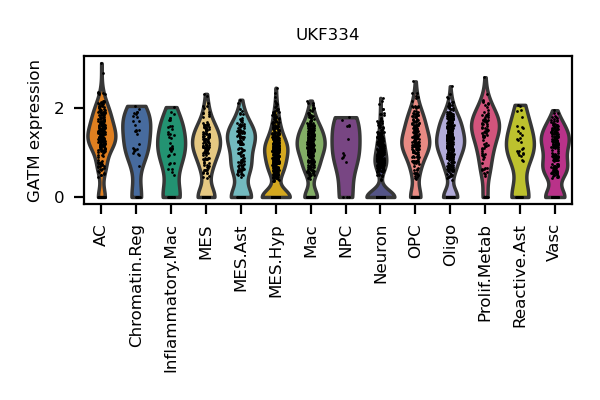 UKF334
GATM expression
2
0
AC
Chromatin.Reg
Inflammatory.Mac
MES
MES.Ast
MES.Hyp
Mac
NPC
Neuron
OPC
Oligo
Prolif.Metab
Reactive.Ast
Vasc